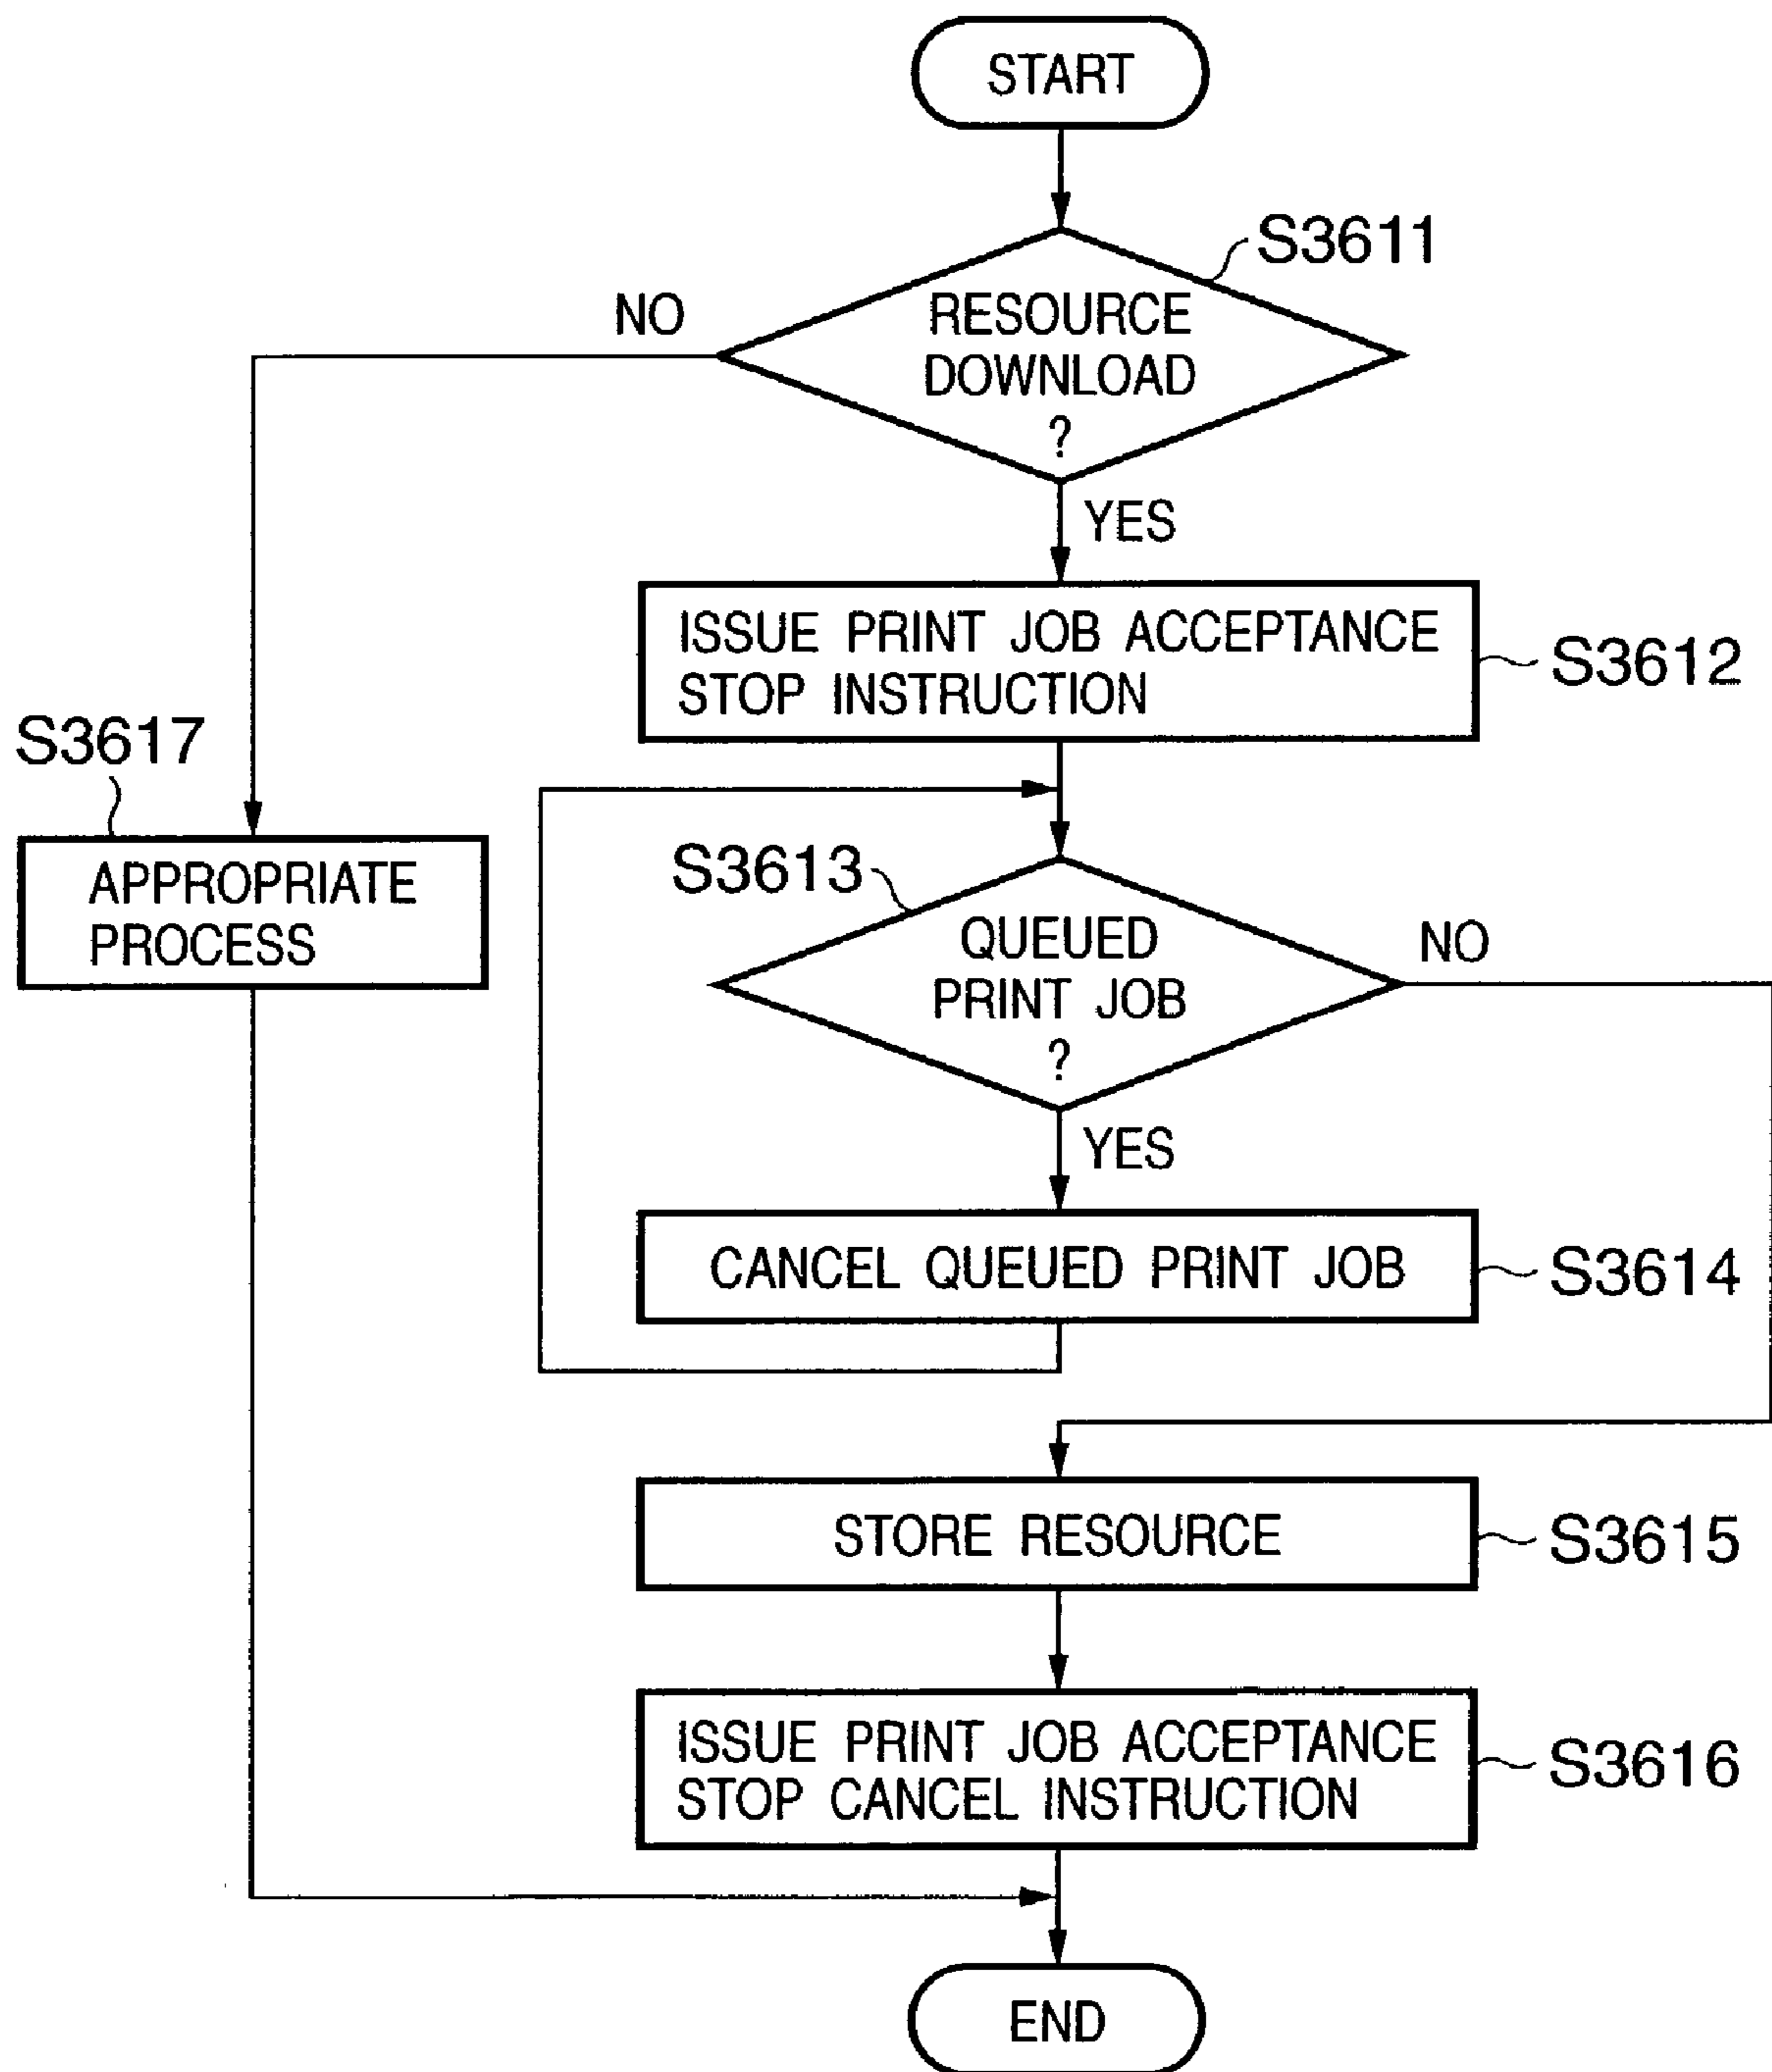 START
S3611
NO
RESOURCE
DOWNLOAD
?
YES
ISSUE PRINT JOB ACCEPTANCE
STOP INSTRUCTION
S3612
S3617
APPROPRIATE
PROCESS
S3613
QUEUED
PRINT JOB
?
NO
YES
CANCEL QUEUED PRINT JOB
S3614
STORE RESOURCE
S3615
ISSUE PRINT JOB ACCEPTANCE
STOP CANCEL INSTRUCTION
S3616
END